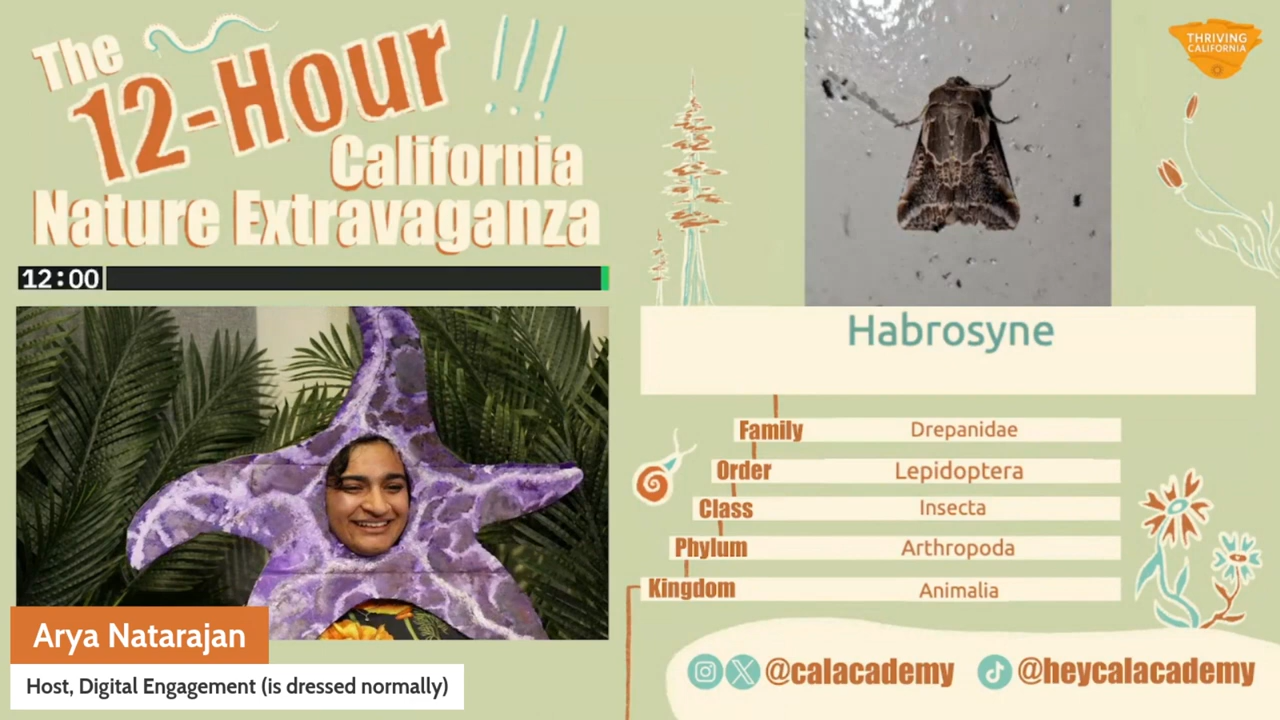 The
12-Hour !!!
California
Nature Extravaganza
12:00
Arya Natarajan
Host, Digital Engagement (is dressed normally)
THRIVING
CALIFORNIA
Habrosyne
Family Drepanidae
Order Lepidoptera
Class Insecta
Phylum Arthropoda
Kingdom Animalia
@calacademy @heycalacademy